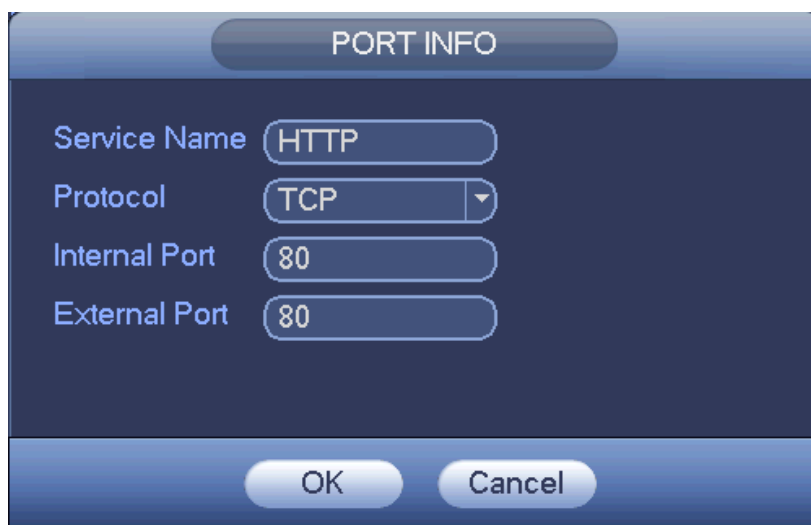 PORT INFO
Service Name HTTP
Protocol TCP
Internal Port 80
External Port 80
OK Cancel